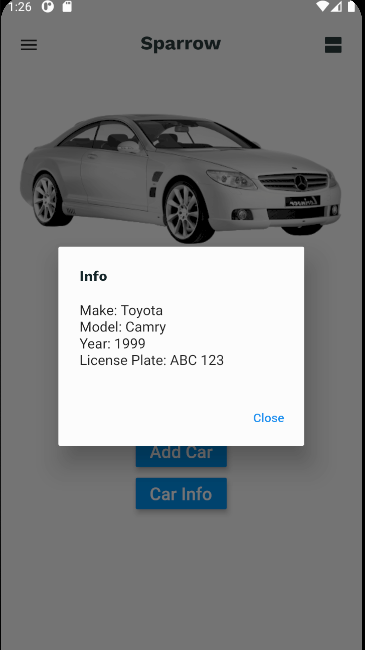 1:26
Sparrow
Info
Make: Toyota
Model: Camry
Year: 1999
License Plate: ABC 123
Close
Add Car
Car Info